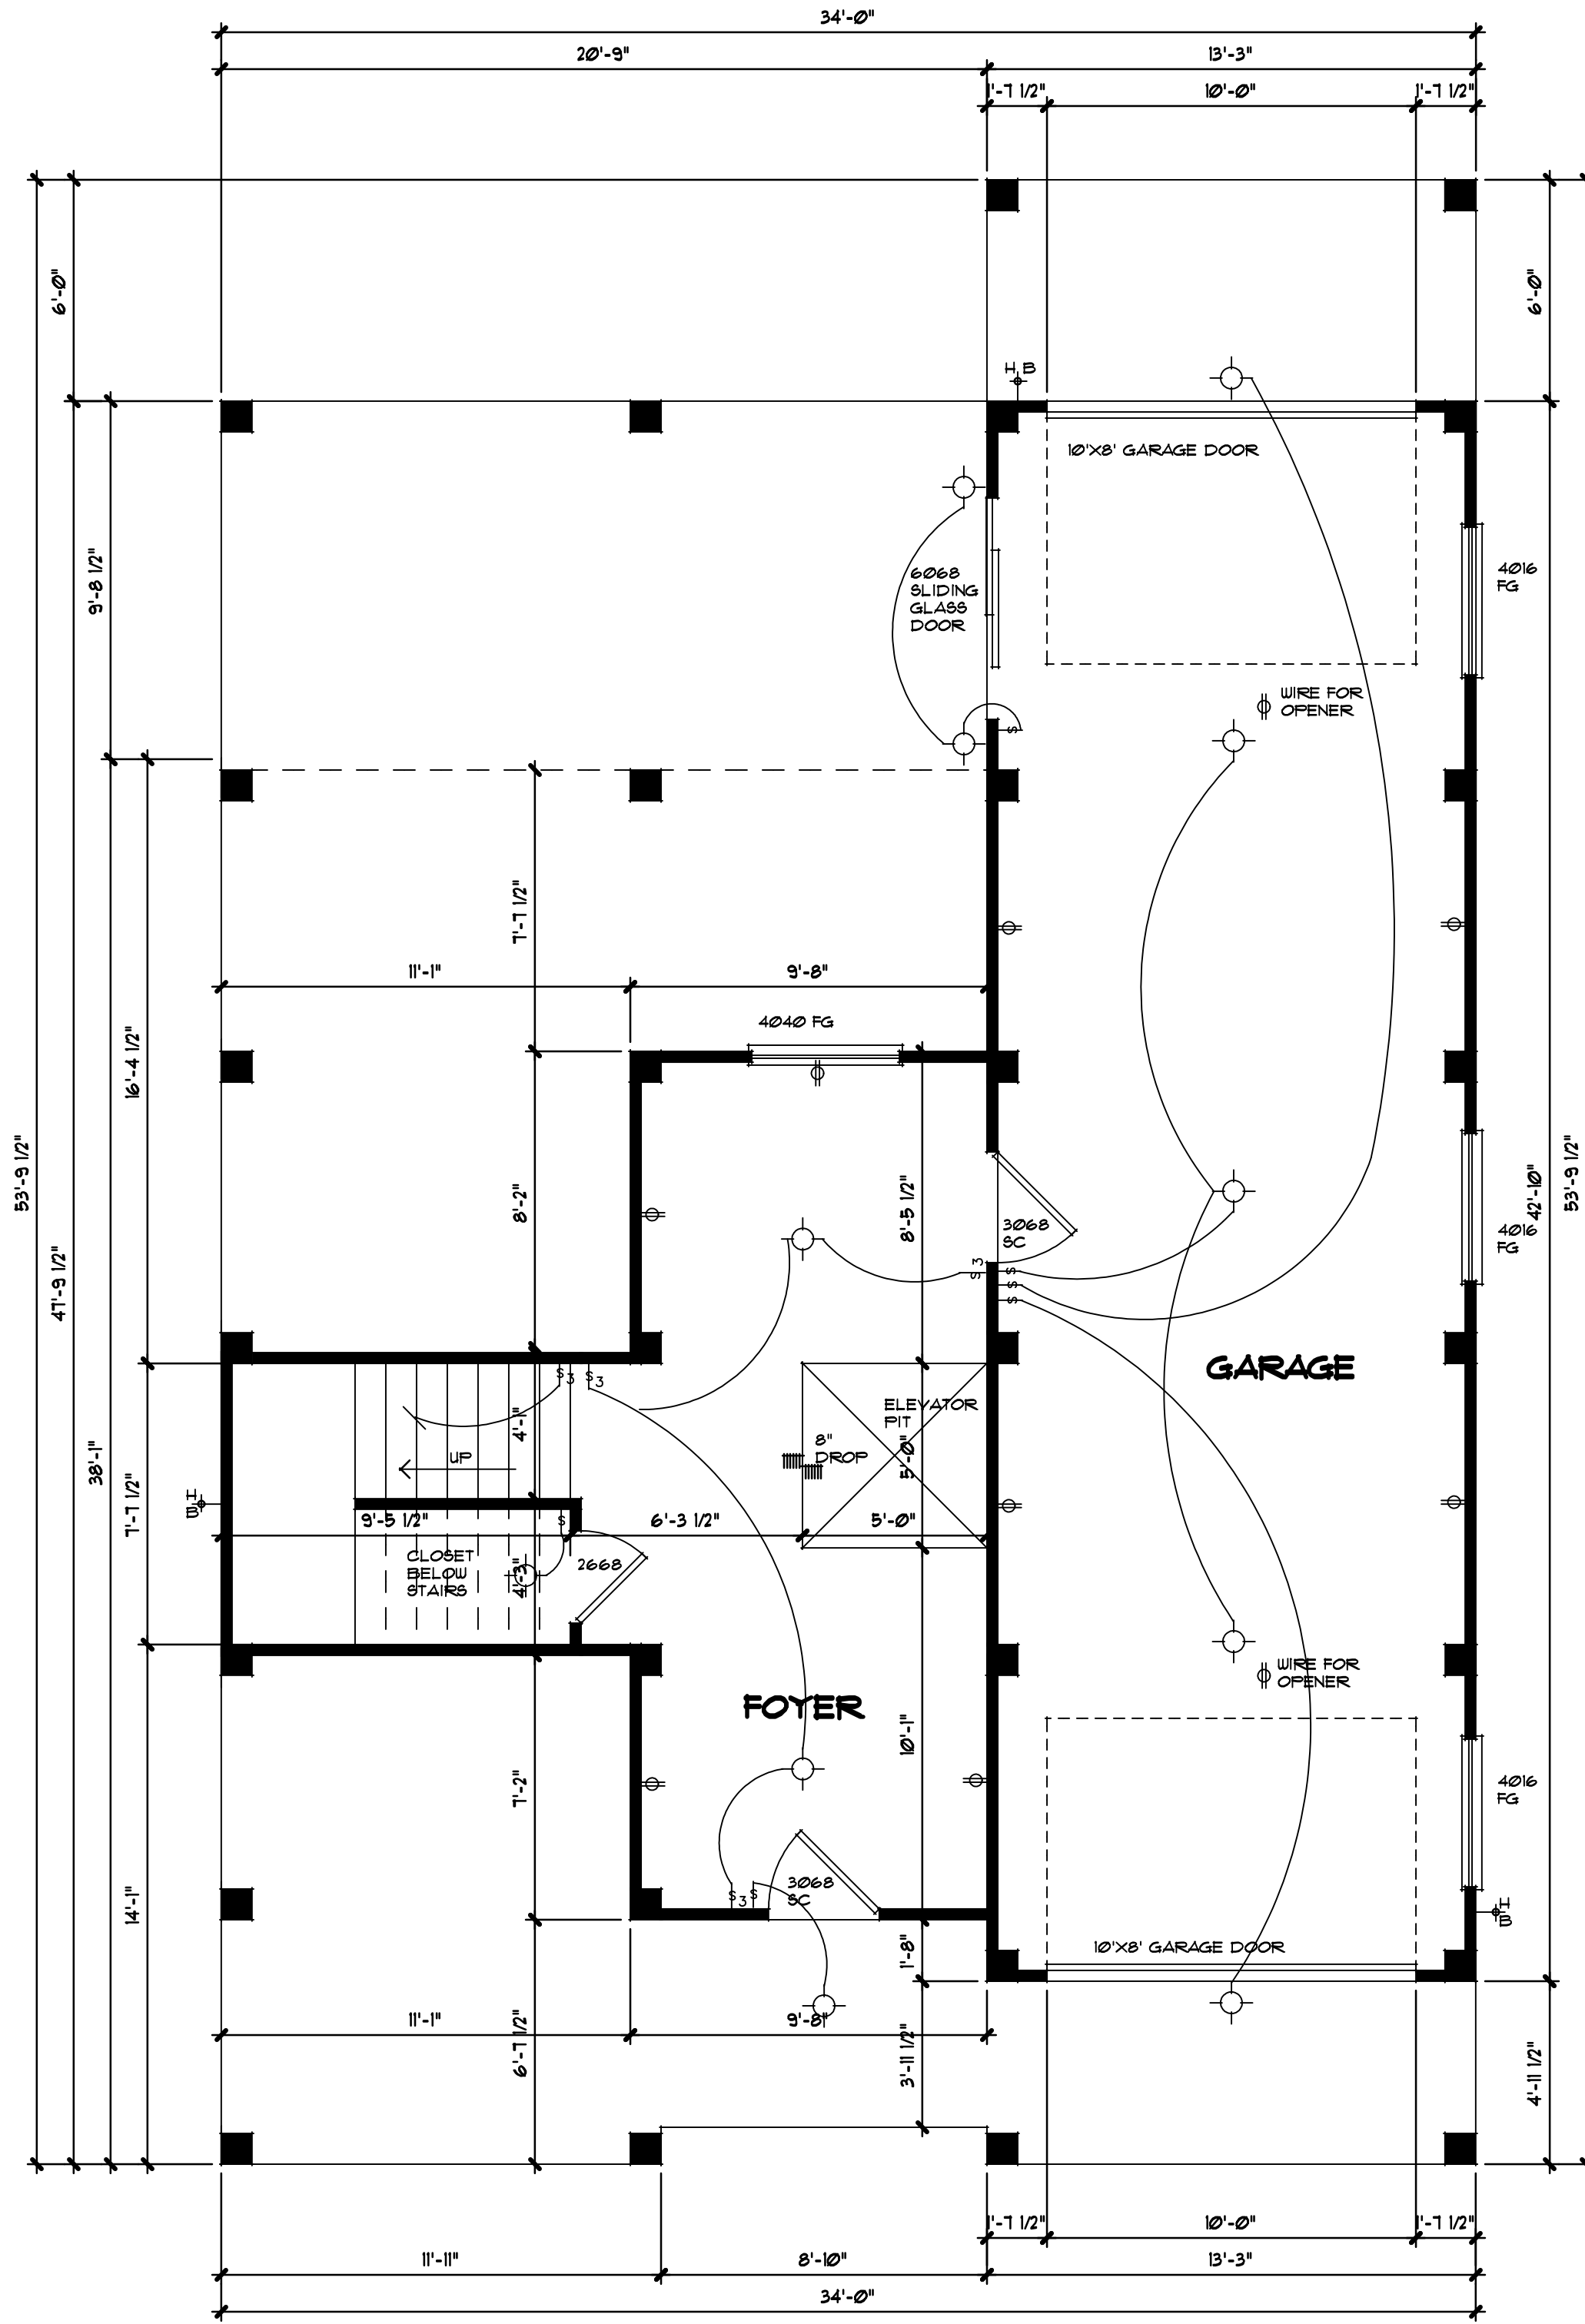 34'-0"
20'-9"
13'-3"
1'-7 1/2"
10'-0"
1'-7 1/2"
6'-0"
6'-0"
H B
10'X8' GARAGE DOOR
9'-8 1/2"
6068
SLIDING
GLASS
DOOR
4016
FG
WIRE FOR
OPENER
S
7'-7 1/2"
11'-1"
9'-8"
4040 FG
16'-4 1/2"
53'-9 1/2"
8'-2"
8'-5 1/2"
3068
SC
42'-10"
53'-9 1/2"
4016
FG
47'-9 1/2"
S 3
S
S
S
GARAGE
S 3
S 3
ELEVATOR
PIT
38'-1"
4'-1"
8"
DROP
5'-0"
UP
7'-7 1/2"
H B
9'-5 1/2"
S
6'-3 1/2"
5'-0"
CLOSET
BELOW
STAIRS
4'-3"
2668
WIRE FOR
OPENER
FOYER
10'-1"
7'-2"
4016
FG
3068
SC
S 3
S
14'-1"
H B
10'X8' GARAGE DOOR
1'-8"
11'-1"
9'-8"
6'-7 1/2"
3'-11 1/2"
4'-11 1/2"
1'-7 1/2"
10'-0"
1'-7 1/2"
11'-11"
8'-10"
13'-3"
34'-0"